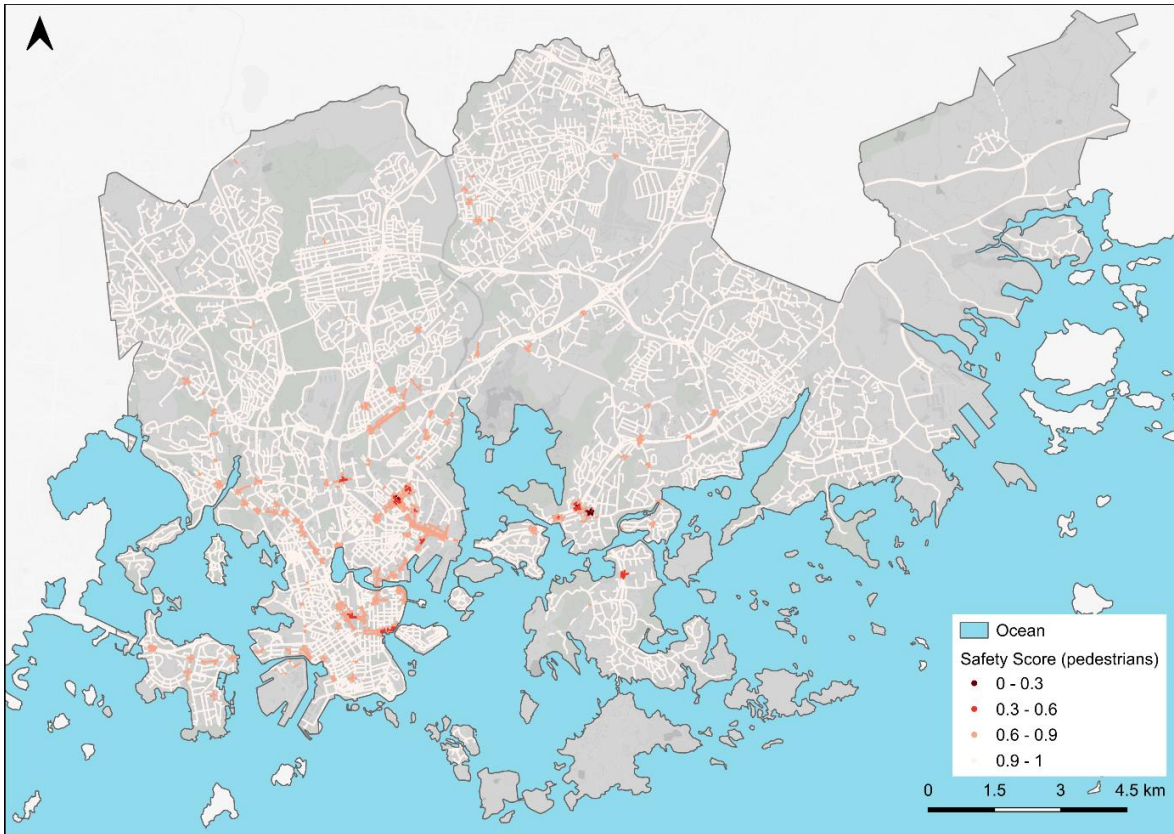 Ocean
Safety Score (pedestrians)
0 - 0.3
0.3 - 0.6
0.6 - 0.9
0.9 - 1
0 1.5 3 4.5 km